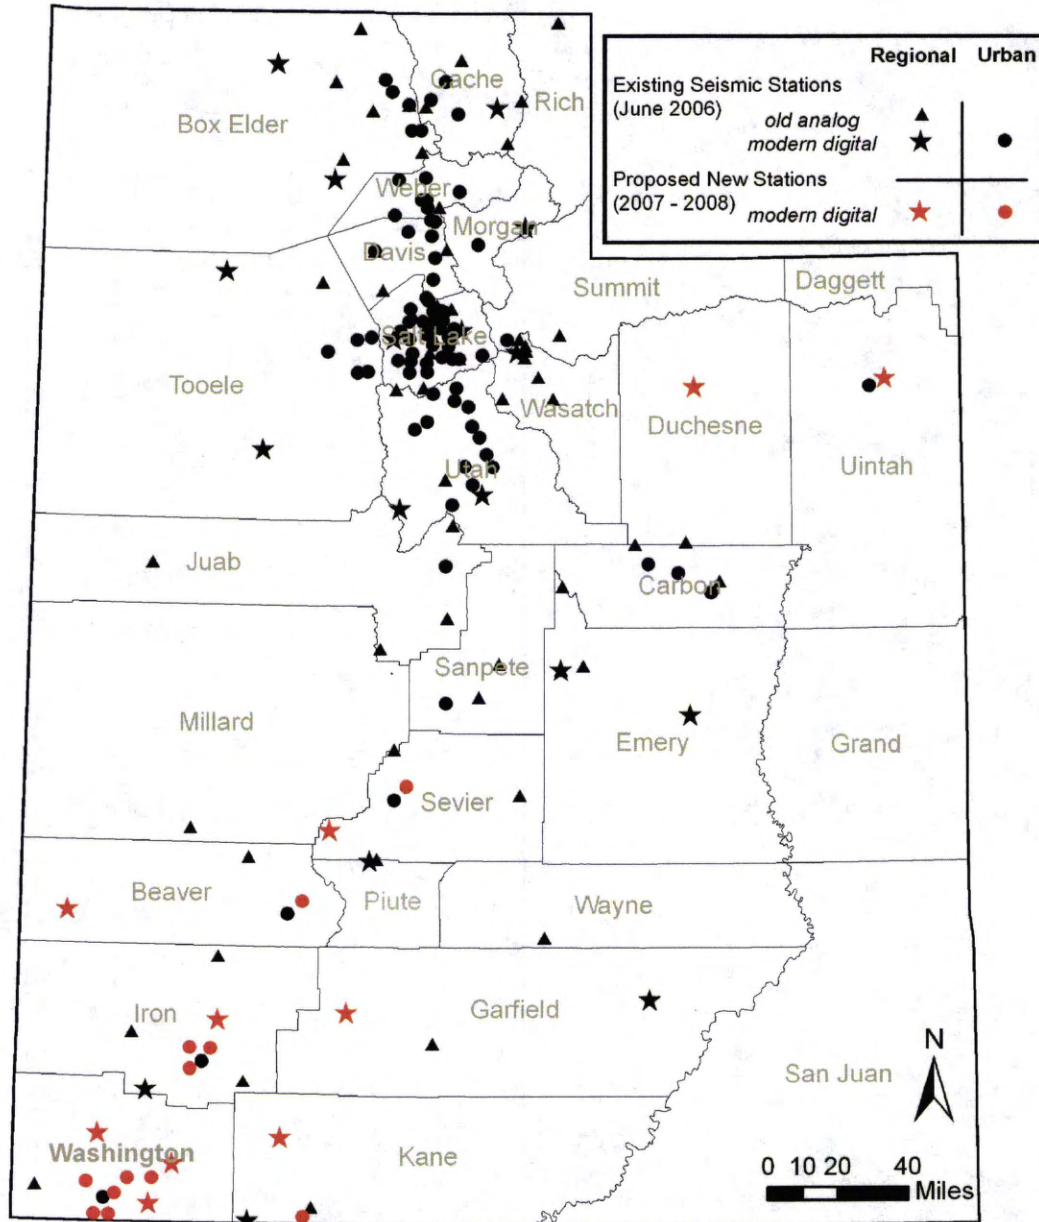 Regional Urban
Existing Seismic Stations
(June 2006)
old analog
modern digital
Proposed New Stations
(2007 - 2008)
modern digital
Cache
Rich
Box Elder
Weber
Morgan
Davis
Summit
Daggett
Salt Lake
Tooele
Wasatch
Duchesne
Uintah
Utah
Juab
Carbon
Sanpete
Millard
Emery
Grand
Sevier
Beaver
Piute
Wayne
Iron
Garfield
San Juan
N
Washington
Kane
0 10 20 40
Miles